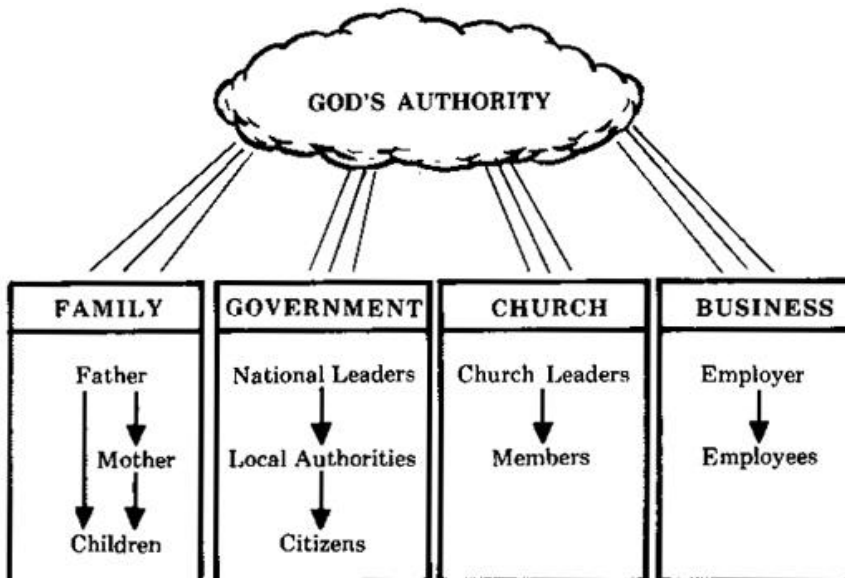 GOD'S AUTHORITY
FAMILY
Father
Mother
Children
GOVERNMENT
National Leaders
Local Authorities
Citizens
CHURCH
Church Leaders
Members
BUSINESS
Employer
Employees